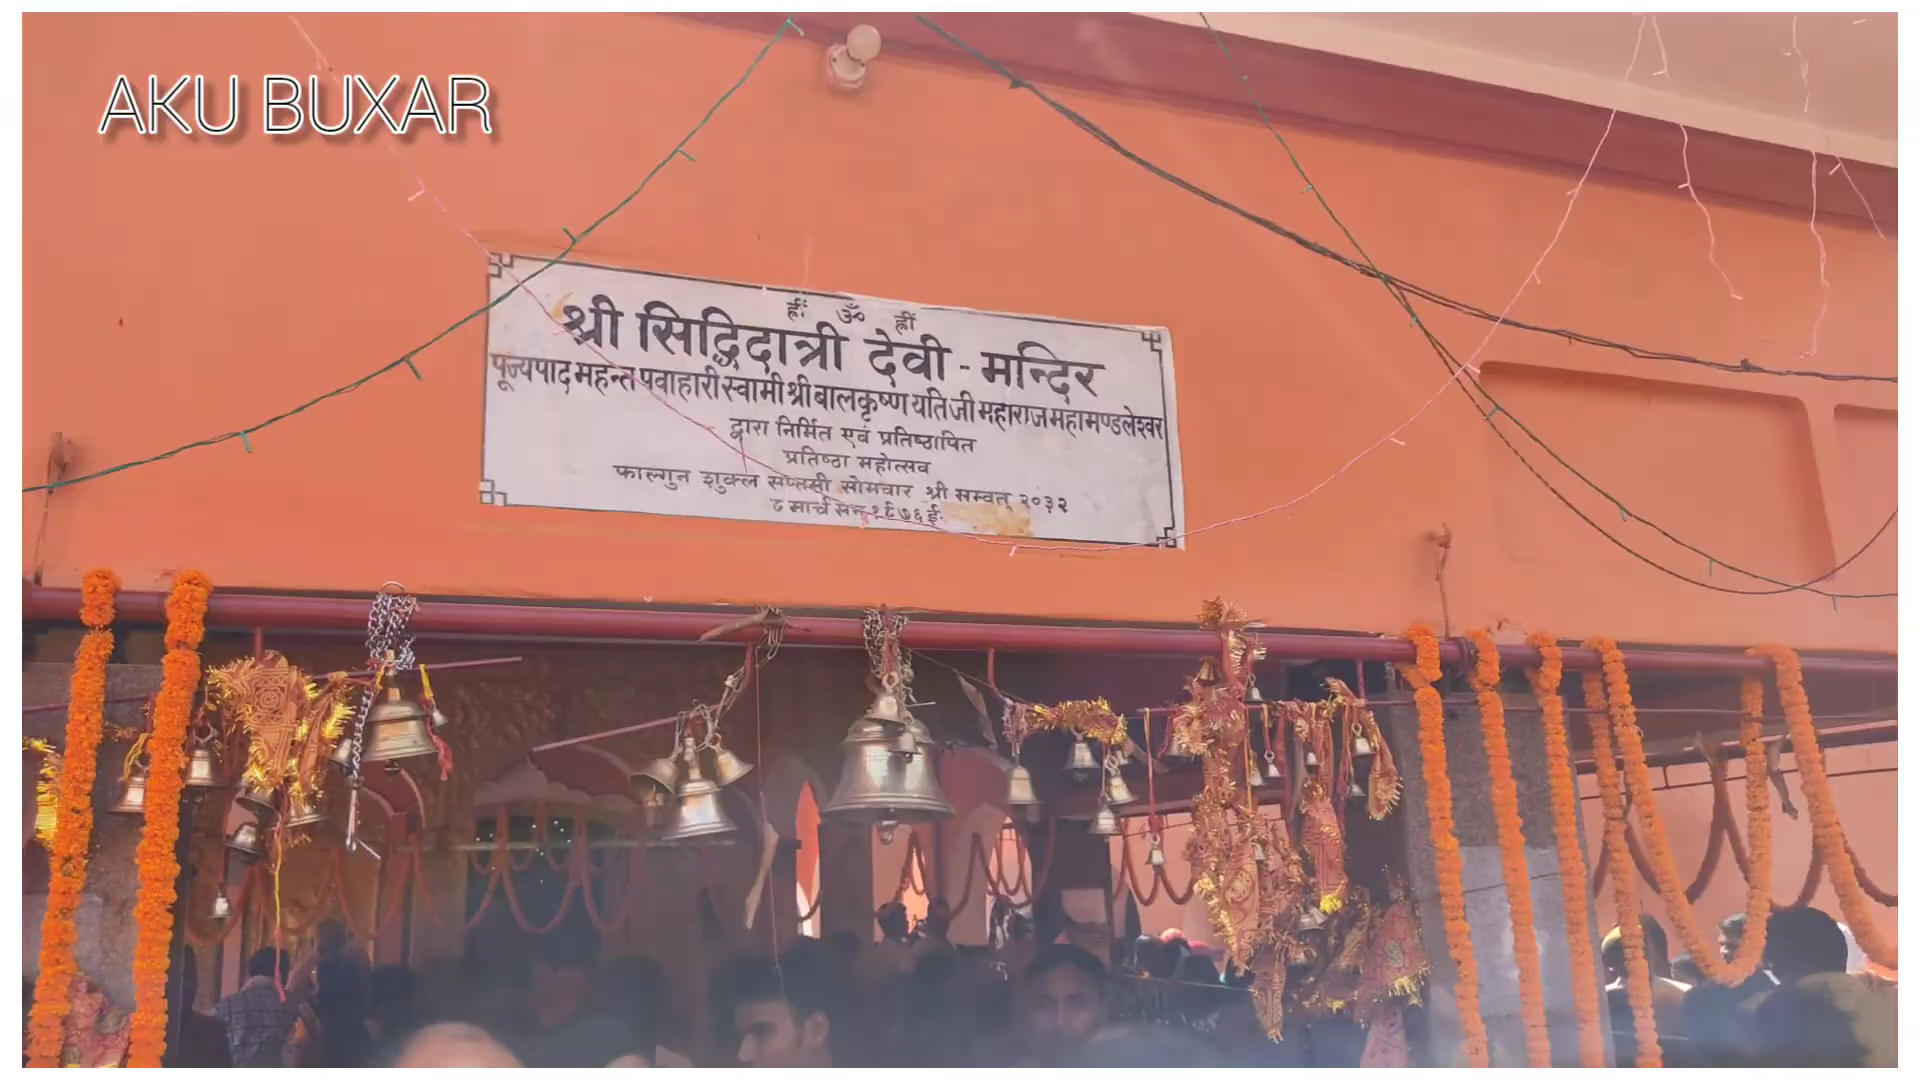 AKU BUXAR
ह्रीं ॐ ह्रीं
श्री सिद्धिदात्री देवी - मन्दिर
पूज्यपाद महन्त पवाहारी स्वामी श्री बालकृष्ण यति जी महाराज महामण्डलेश्वर
द्वारा निर्मित एवं प्रतिष्ठापित
प्रतिष्ठा महोत्सव
फाल्गुन शुक्ल सप्तमी सोमवार श्री सम्वत् २०३२
८ मार्च सन् १९७६ ई.